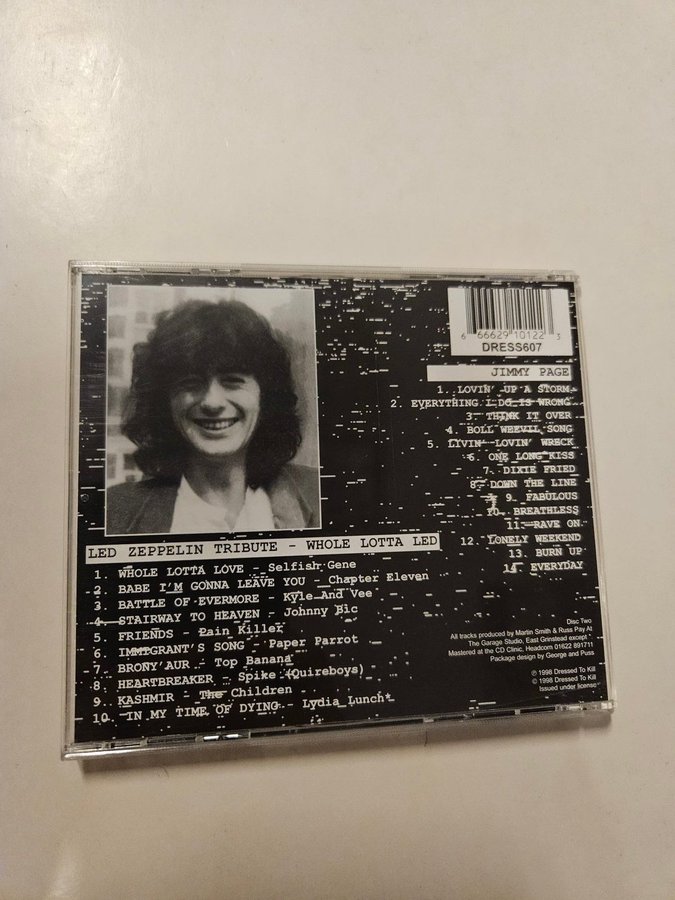 6 66629 10122 3
DRESS607
JIMMY PAGE
1. LOVIN' UP A STORM
2. EVERYTHING I DO IS WRONG
3. THINK IT OVER
4. BOLL WEEVIL SONG
5. LIVIN' LOVIN' WRECK
6. ONE LONG KISS
7. DIXIE FRIED
8. DOWN THE LINE
9. FABULOUS
10. BREATHLESS
11. RAVE ON
12. LONELY WEEKEND
13. BURN UP
14. EVERYDAY
LED ZEPPELIN TRIBUTE - WHOLE LOTTA LED
1. WHOLE LOTTA LOVE - Selfish Gene
2. BABE I'M GONNA LEAVE YOU - Chapter Eleven
3. BATTLE OF EVERMORE - Kyle And Vee
4. STAIRWAY TO HEAVEN - Johnny Bic
5. FRIENDS - Pain Killer
6. IMMIGRANT'S SONG - Paper Parrot
7. BRONY'AUR - Top Banana
8. HEARTBREAKER - Spike (Quireboys)
9. KASHMIR - The Children
10. IN MY TIME OF DYING - Lydia Lunch*
Disc Two
All tracks produced by Martin Smith & Russ Pay At
The Garage Studio, East Grinstead except *
Mastered at the CD Clinic, Headcorn 01622 891711
Package design by George and Puss
℗ 1998 Dressed To Kill
© 1998 Dressed To Kill
Issued under license